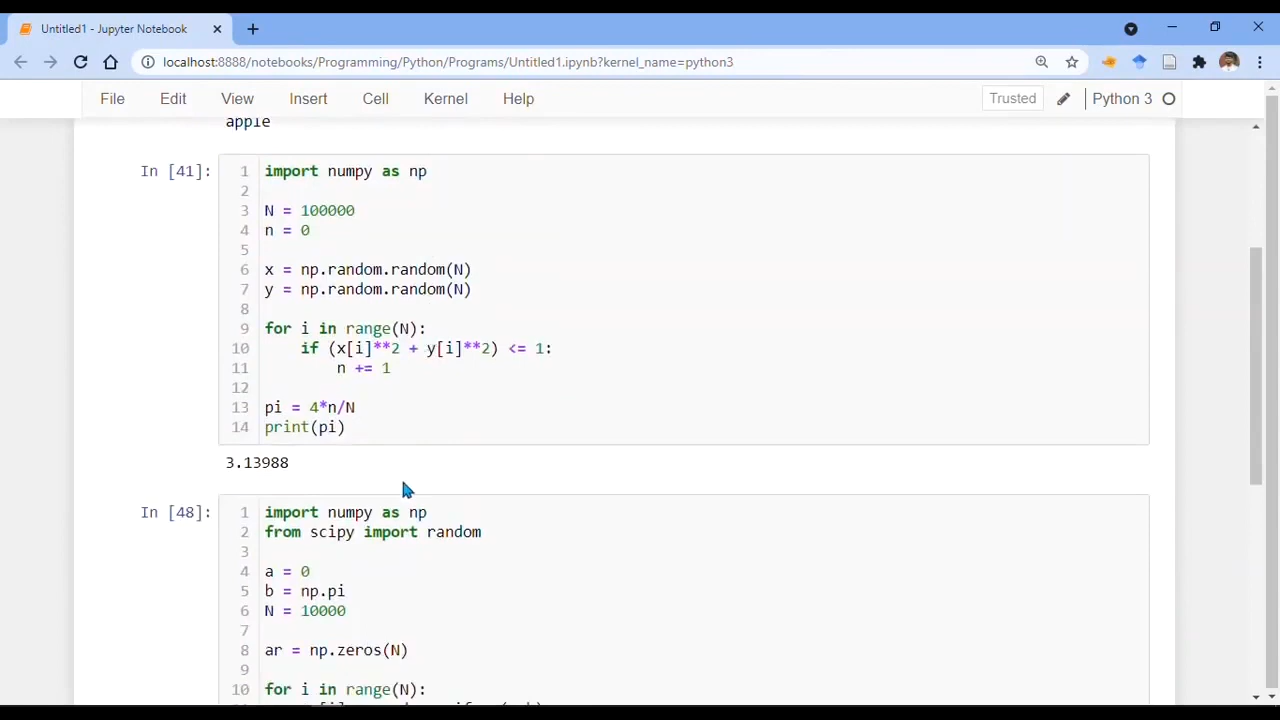 Untitled1 - Jupyter Notebook
localhost:8888/notebooks/Programming/Python/Programs/Untitled1.ipynb?kernel_name=python3
File Edit View Insert Cell Kernel Help Trusted Python 3
apple
In [41]:
1 import numpy as np
2
3 N = 100000
4 n = 0
5
6 x = np.random.random(N)
7 y = np.random.random(N)
8
9 for i in range(N):
10 if (x[i]**2 + y[i]**2) <= 1:
11 n += 1
12
13 pi = 4*n/N
14 print(pi)
3.13988
In [48]:
1 import numpy as np
2 from scipy import random
3
4 a = 0
5 b = np.pi
6 N = 10000
7
8 ar = np.zeros(N)
9
10 for i in range(N):